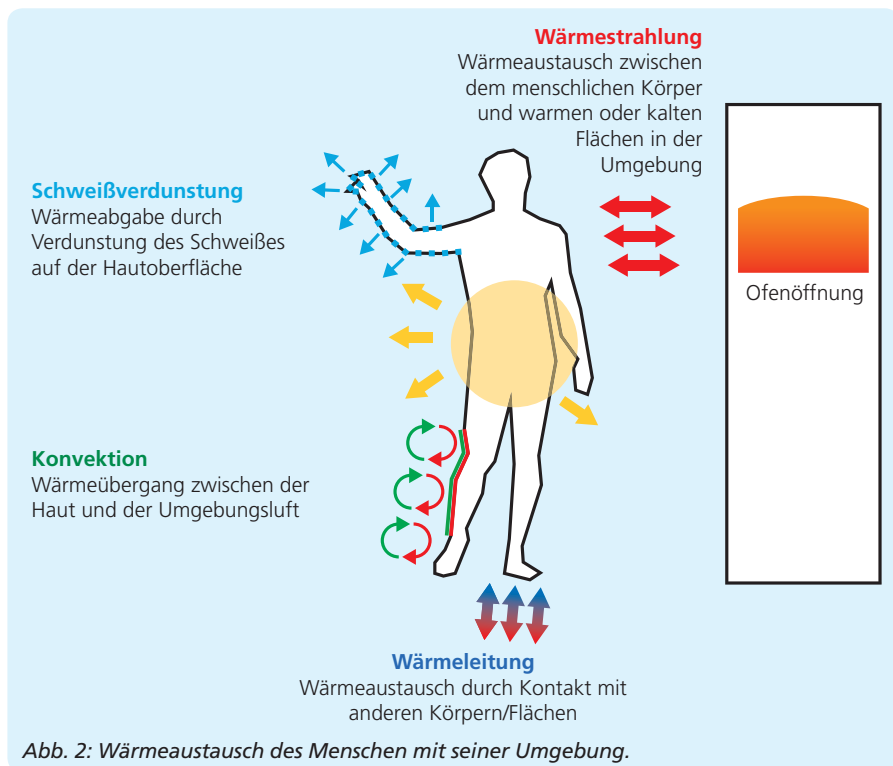 Wärmestrahlung
Wärmeaustausch zwischen
dem menschlichen Körper
und warmen oder kalten
Flächen in der
Umgebung
Schweißverdunstung
Wärmeabgabe durch
Verdunstung des Schweißes
auf der Hautoberfläche
Ofenöffnung
Konvektion
Wärmeübergang zwischen der
Haut und der Umgebungsluft
Wärmeleitung
Wärmeaustausch durch Kontakt mit
anderen Körpern/Flächen
Abb. 2: Wärmeaustausch des Menschen mit seiner Umgebung.